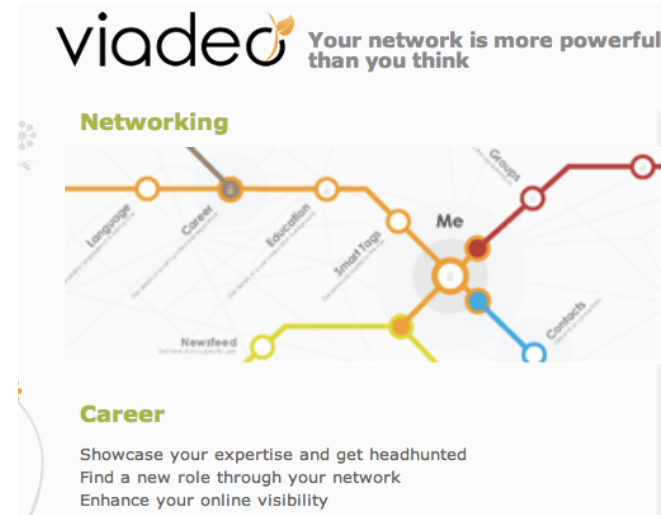 viadeo
Your network is more powerful
than you think
Networking
Groups
Language
Career
Education
Smart Tags
Me
Newsfeed
Contacts
Career
Showcase your expertise and get headhunted
Find a new role through your network
Enhance your online visibility